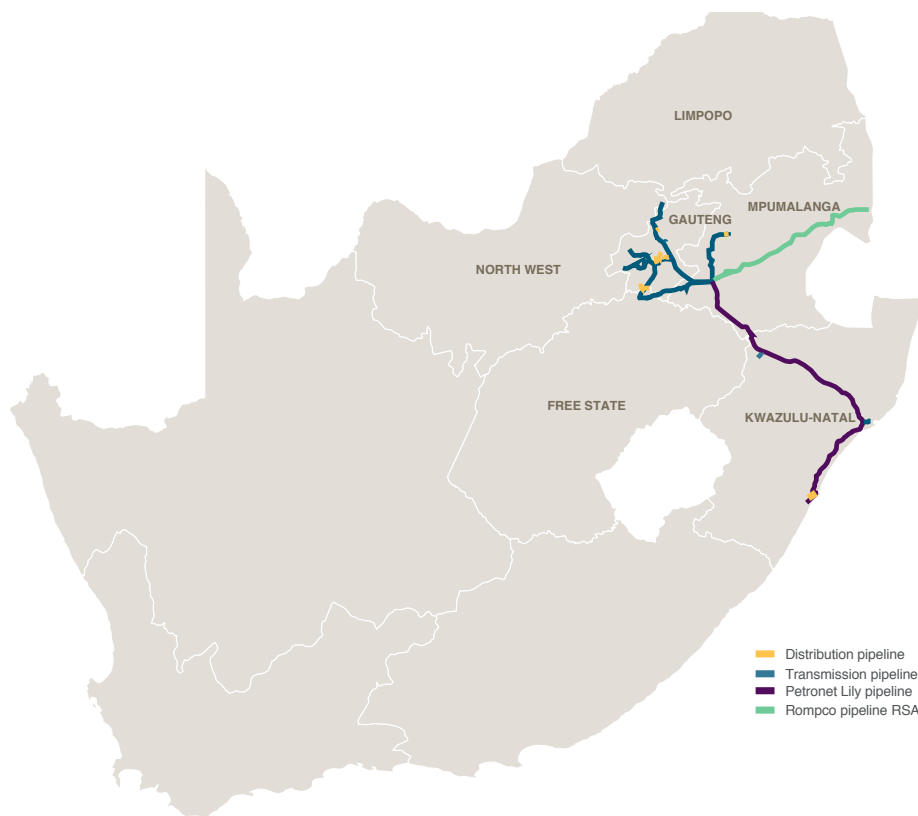 LIMPOPO
MPUMALANGA
GAUTENG
NORTH WEST
FREE STATE
KWAZULU-NATAL
Distribution pipeline
Transmission pipeline
Petronet Lily pipeline
Rompco pipeline RSA